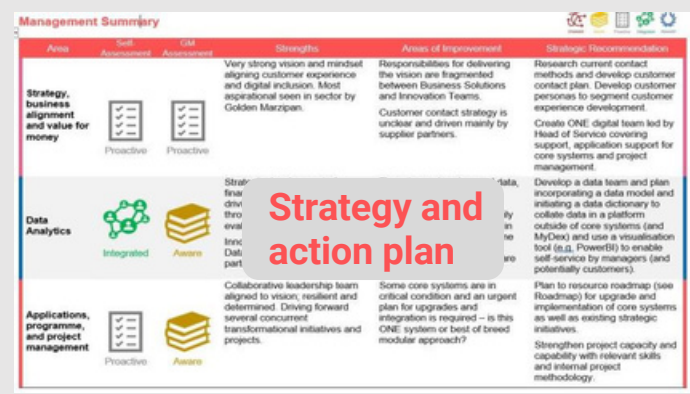 Management Summary
Area
Self-
Assessment
GM
Assessment
Strengths
Areas of Improvement
Strategic Recommendation
Strategy,
business
alignment
and value for
money
Proactive
Proactive
Very strong vision and mindset
aligning customer experience
and digital inclusion. Most
aspirational seen in sector by
Golden Marzipan.
Responsibilities for delivering
the vision are fragmented
between Business Solutions
and Innovation Teams.
Customer contact strategy is
unclear and driven mainly by
supplier partners.
Research current contact
methods and develop customer
contact plan. Develop customer
personas to segment customer
experience development.
Create ONE digital team led by
Head of Service covering
support, application support for
core systems and project
management.
Data
Analytics
Integrated
Aware
data,
Develop a data team and plan
incorporating a data model and
initiating a data dictionary to
collate data in a platform
outside of core systems (and
MyDex) and use a visualisation
tool (e.g. PowerBI) to enable
self-service by managers (and
potentially customers).
Strategy and
action plan
Applications,
programme,
and project
management
Proactive
Aware
Collaborative leadership team
aligned to vision; resilient and
determined. Driving forward
several concurrent
transformational initiatives and
projects.
Some core systems are in
critical condition and an urgent
plan for upgrades and
integration is required – is this
ONE system or best of breed
modular approach?
Plan to resource roadmap (see
Roadmap) for upgrade and
implementation of core systems
as well as existing strategic
initiatives.
Strengthen project capacity and
capability with relevant skills
and internal project
methodology.